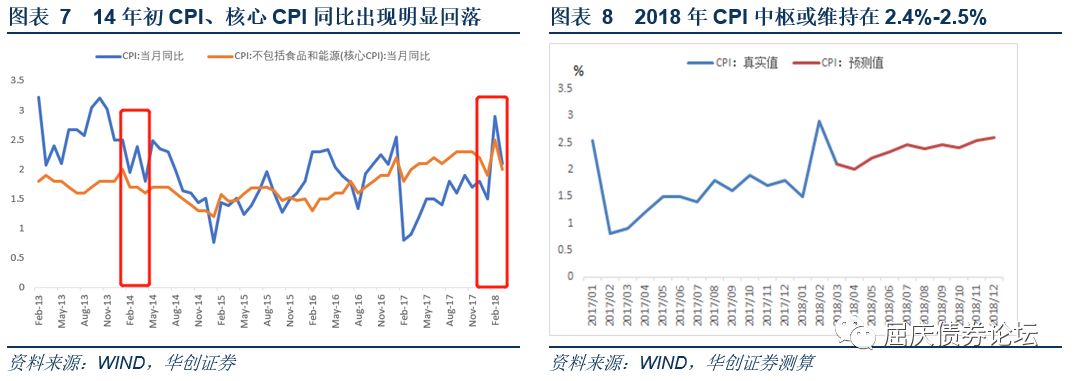 图表 7 14 年初 CPI、核心 CPI 同比出现明显回落
CPI:当月同比
CPI:不包括食品和能源(核心CPI):当月同比
3.5
3
2.5
2
1.5
1
0.5
0
Feb-13
May-13
Aug-13
Nov-13
Feb-14
May-14
Aug-14
Nov-14
Feb-15
May-15
Aug-15
Nov-15
Feb-16
May-16
Aug-16
Nov-16
Feb-17
May-17
Aug-17
Nov-17
Feb-18
资料来源：WIND，华创证券
图表 8 2018 年 CPI 中枢或维持在 2.4%-2.5%
CPI：真实值
CPI：预测值
%
3.5
3
2.5
2
1.5
1
0.5
0
2017/01
2017/02
2017/03
2017/04
2017/05
2017/06
2017/07
2017/08
2017/09
2017/10
2017/11
2017/12
2018/01
2018/02
2018/03
2018/04
2018/05
2018/06
2018/07
2018/08
2018/09
2018/10
2018/11
2018/12
屈庆债券论坛
资料来源：WIND，华创证券测算